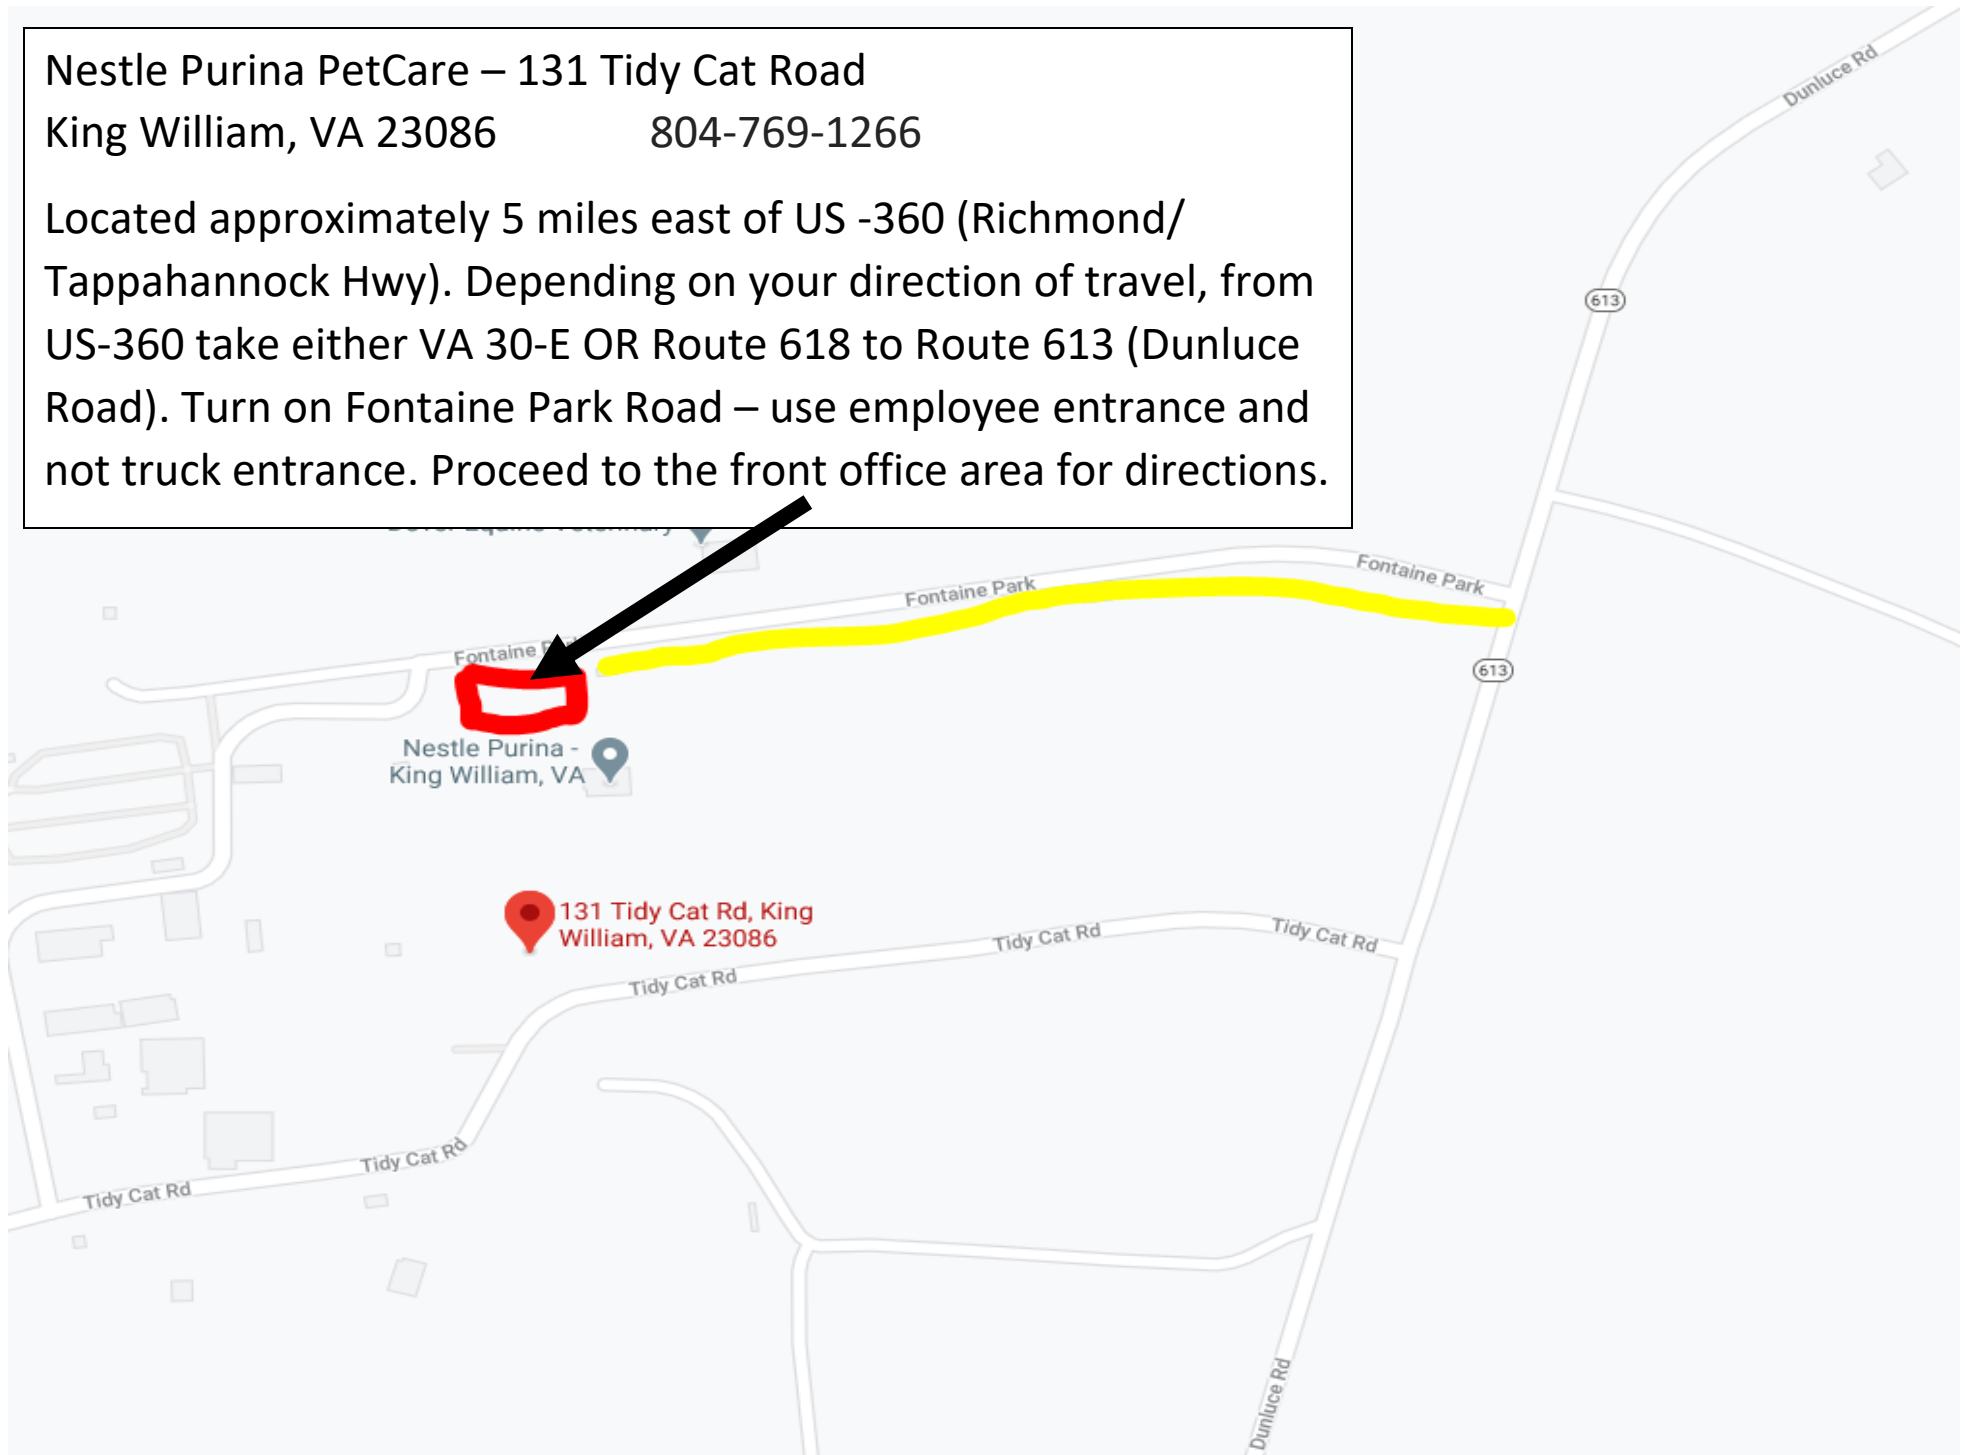 Nestle Purina PetCare – 131 Tidy Cat Road
King William, VA 23086 804-769-1266
Located approximately 5 miles east of US -360 (Richmond/
Tappahannock Hwy). Depending on your direction of travel, from
US-360 take either VA 30-E OR Route 618 to Route 613 (Dunluce
Road). Turn on Fontaine Park Road – use employee entrance and
not truck entrance. Proceed to the front office area for directions.
Dunluce Rd
613
Fontaine Park
Fontaine Park
Fontaine
613
Nestle Purina -
King William, VA
131 Tidy Cat Rd, King
William, VA 23086
Tidy Cat Rd
Tidy Cat Rd
Tidy Cat Rd
Tidy Cat Rd
Tidy Cat Rd
Dunluce Rd